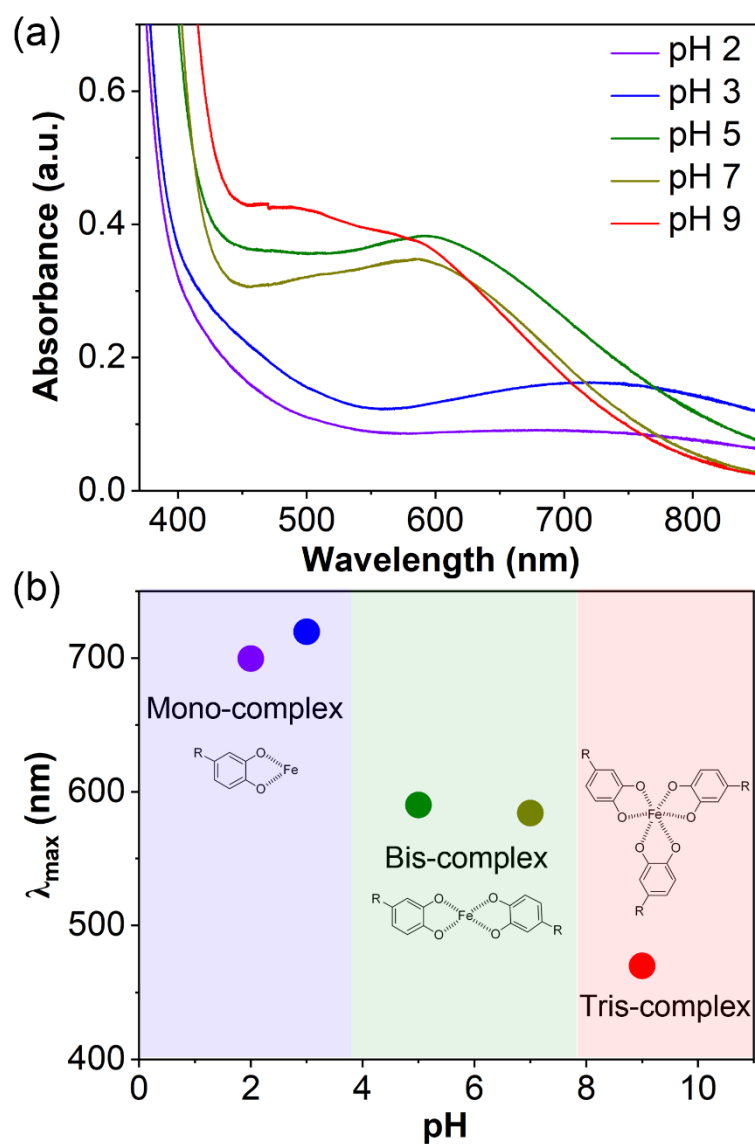 (a)
pH 2
pH 3
pH 5
pH 7
pH 9
0.6
0.4
0.2
0.0
Absorbance (a.u.)
400 500 600 700 800
Wavelength (nm)
(b)
700
600
500
400
λmax (nm)
Mono-complex
R O O Fe
Bis-complex
R O O Fe O O R
R O O Fe O O R O O R
Tris-complex
0 2 4 6 8 10
pH